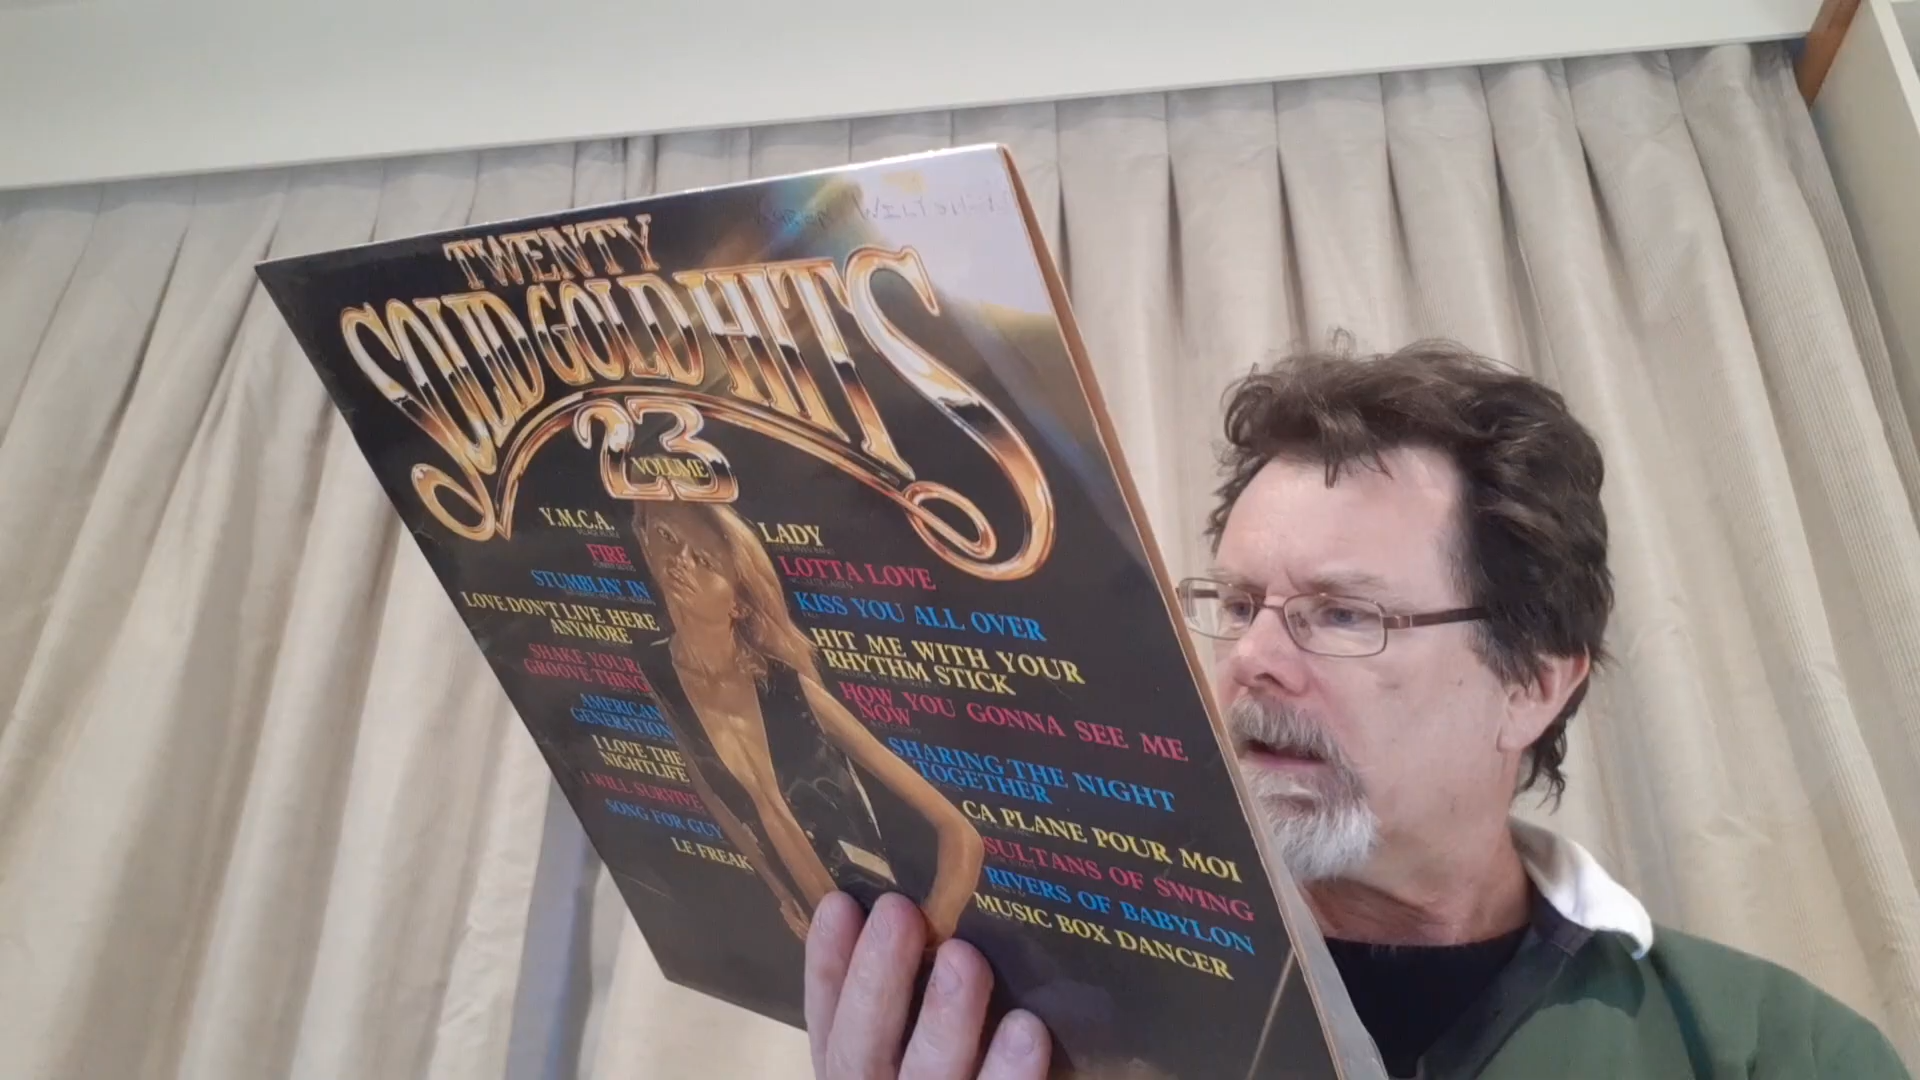 TWENTY
SOLID GOLD HITS
VOLUME
23
Y.M.C.A.
FIRE
STUMBLIN' IN
LOVE DON'T LIVE HERE
ANYMORE
SHAKE YOUR
GROOVE THING
AMERICAN
GENERATION
I LOVE THE
NIGHTLIFE
I WILL SURVIVE
SONG FOR GUY
LE FREAK
LADY
LOTTA LOVE
KISS YOU ALL OVER
HIT ME WITH YOUR
RHYTHM STICK
HOW YOU GONNA SEE ME
NOW
SHARING THE NIGHT
TOGETHER
CA PLANE POUR MOI
SULTANS OF SWING
RIVERS OF BABYLON
MUSIC BOX DANCER